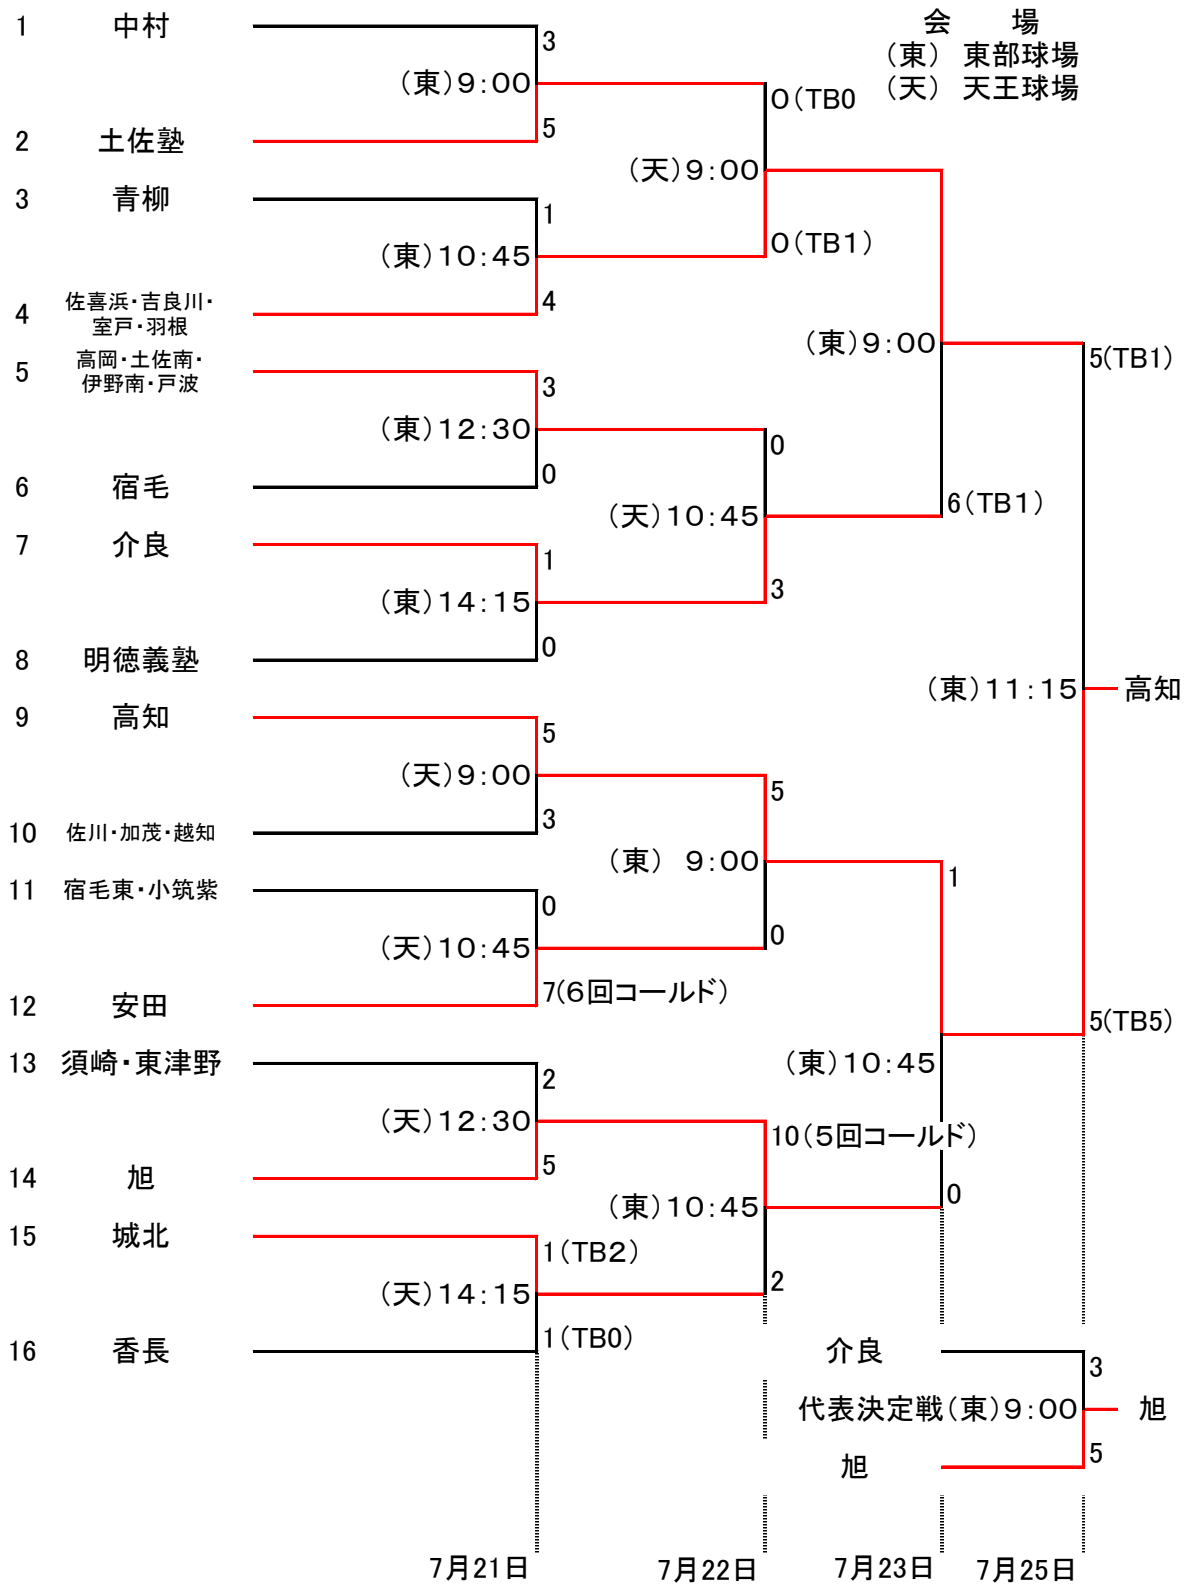 1 中村
会 場
(東) 東部球場
(天) 天王球場
3
(東)9:00
0(TB0
5
2 土佐塾
(天)9:00
3 青柳
1
0(TB1)
(東)10:45
4
4 佐喜浜・吉良川・
室戸・羽根
(東)9:00
5 高岡・土佐南・
伊野南・戸波
5(TB1)
3
(東)12:30
0
0
6 宿毛
6(TB1)
(天)10:45
7 介良
1
3
(東)14:15
0
8 明徳義塾
(東)11:15
高知
9 高知
5
(天)9:00
5
3
10 佐川・加茂・越知
(東) 9:00
1
11 宿毛東・小筑紫
0
0
(天)10:45
7(6回コールド)
12 安田
5(TB5)
13 須崎・東津野
(東)10:45
2
(天)12:30
10(5回コールド)
5
14 旭
0
(東)10:45
15 城北
1(TB2)
2
(天)14:15
1(TB0)
16 香長
介良
3
代表決定戦(東)9:00
旭
5
旭
7月21日 7月22日 7月23日 7月25日